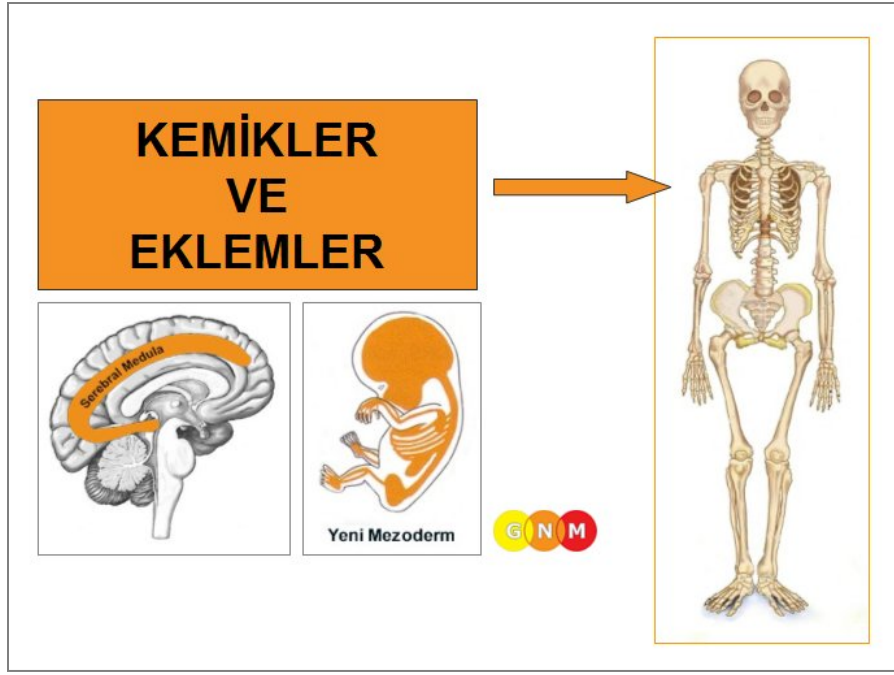 KEMİKLER
VE
EKLEMLER
Serebral Medula
Yeni Mezoderm
G N M